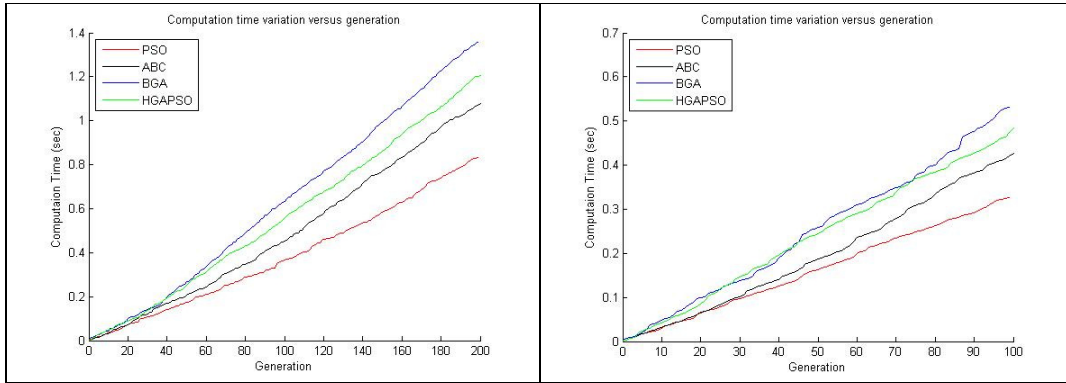 Computation time variation versus generation
1.4
1.2
1
0.8
0.6
0.4
0.2
0
PSO
ABC
BGA
HGAPSO
Computaion Time (sec)
0 20 40 60 80 100 120 140 160 180 200
Generation
Computation time variation versus generation
0.7
0.6
0.5
0.4
0.3
0.2
0.1
0
PSO
ABC
BGA
HGAPSO
Computaion Time (sec)
0 10 20 30 40 50 60 70 80 90 100
Generation